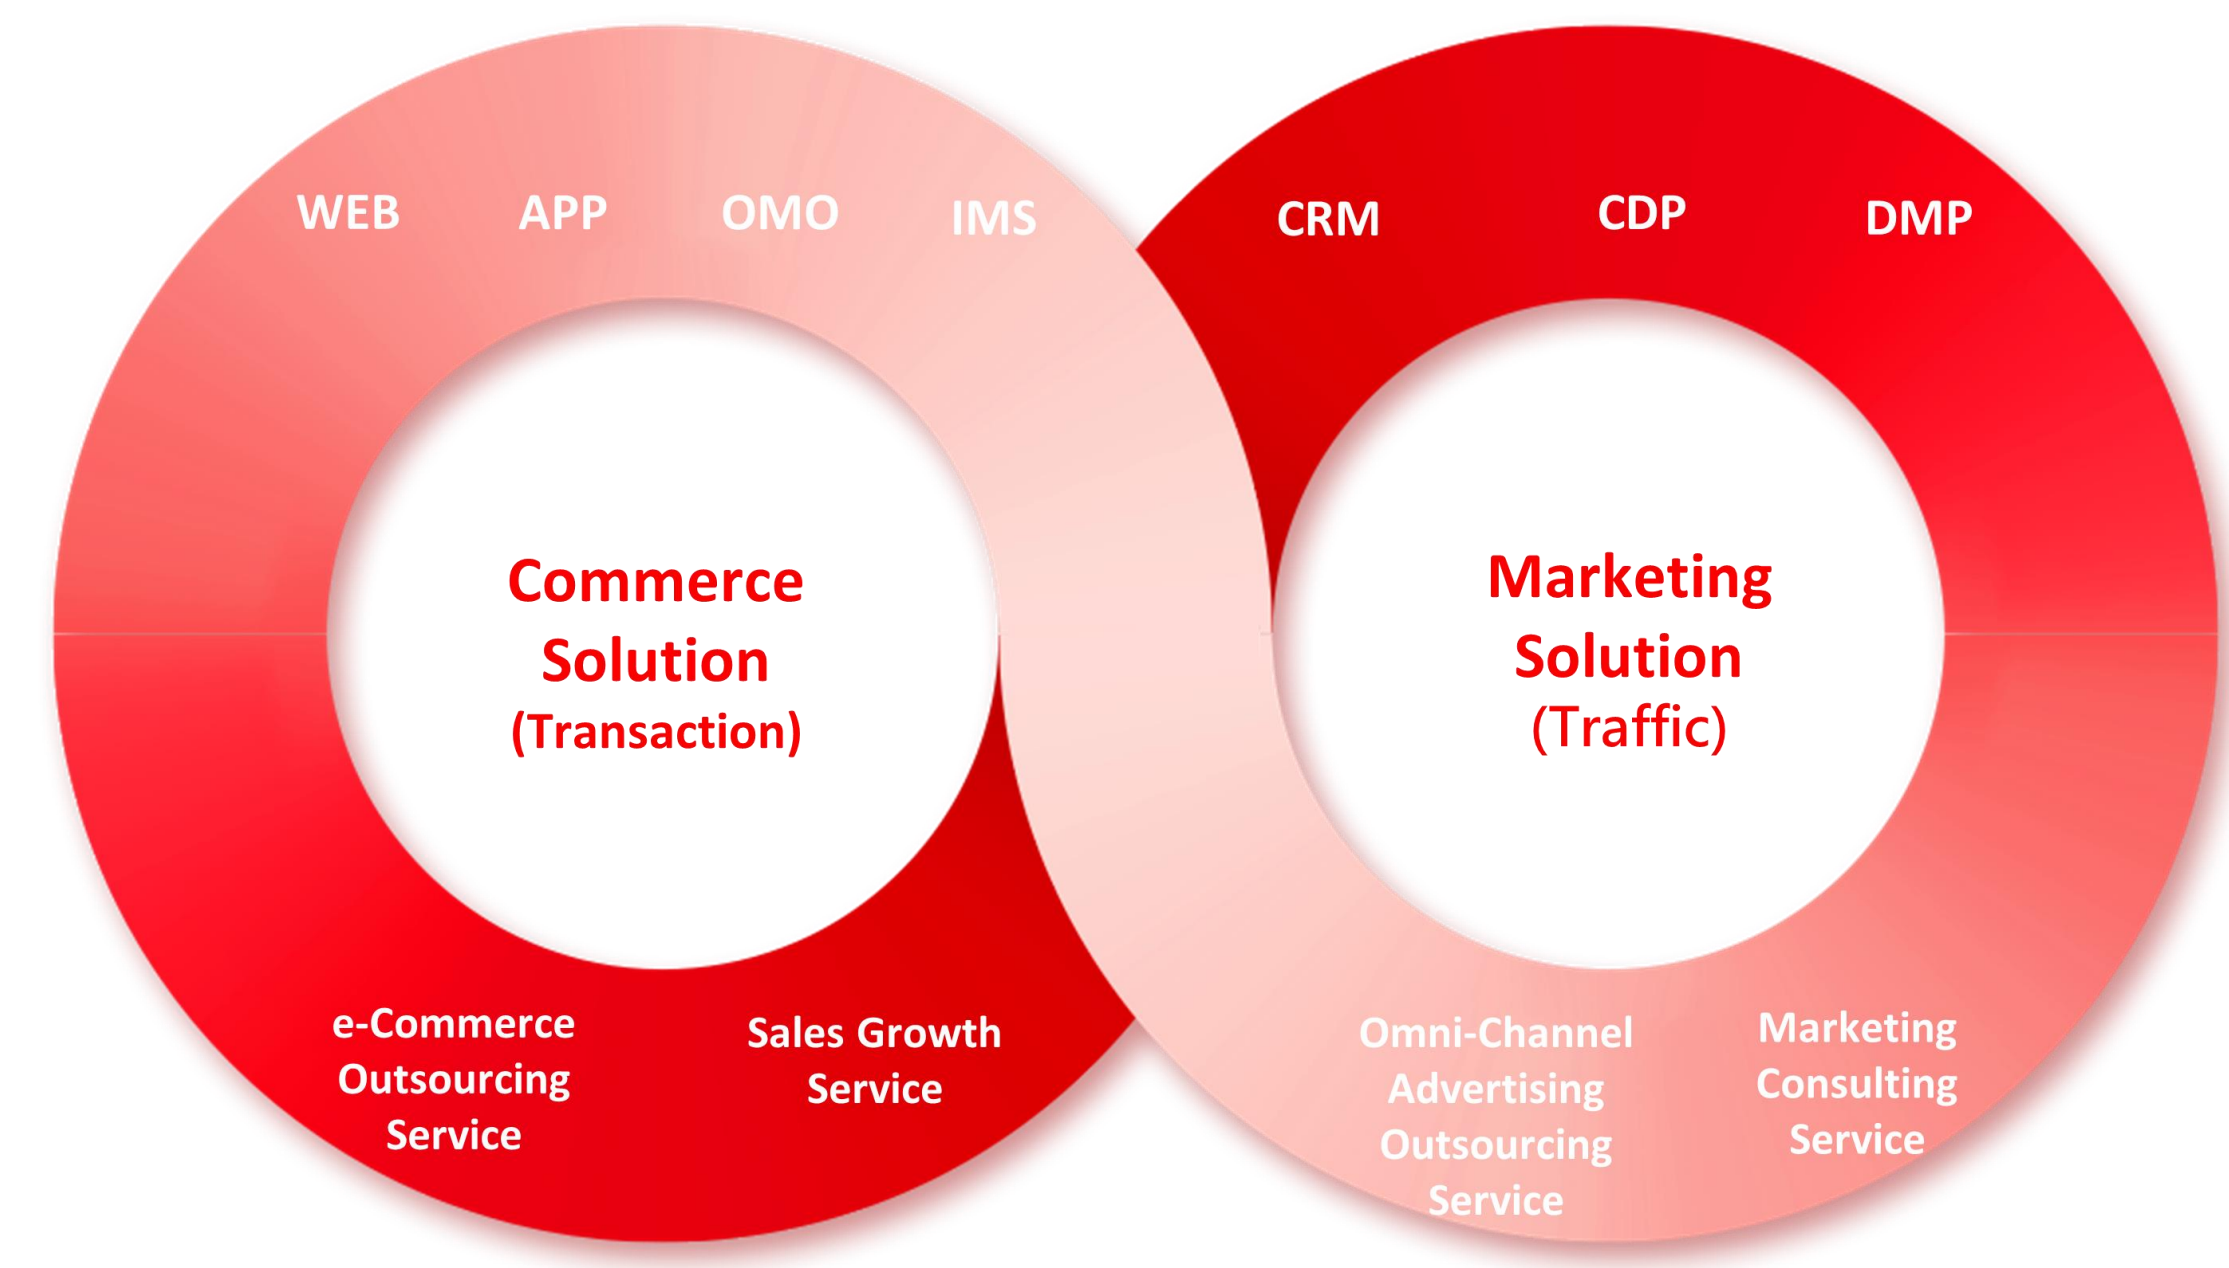 WEB
APP
OMO
IMS
CRM
CDP
DMP
Commerce
Solution
(Transaction)
Marketing
Solution
(Traffic)
e-Commerce
Outsourcing
Service
Sales Growth
Service
Omni-Channel
Advertising
Outsourcing
Service
Marketing
Consulting
Service